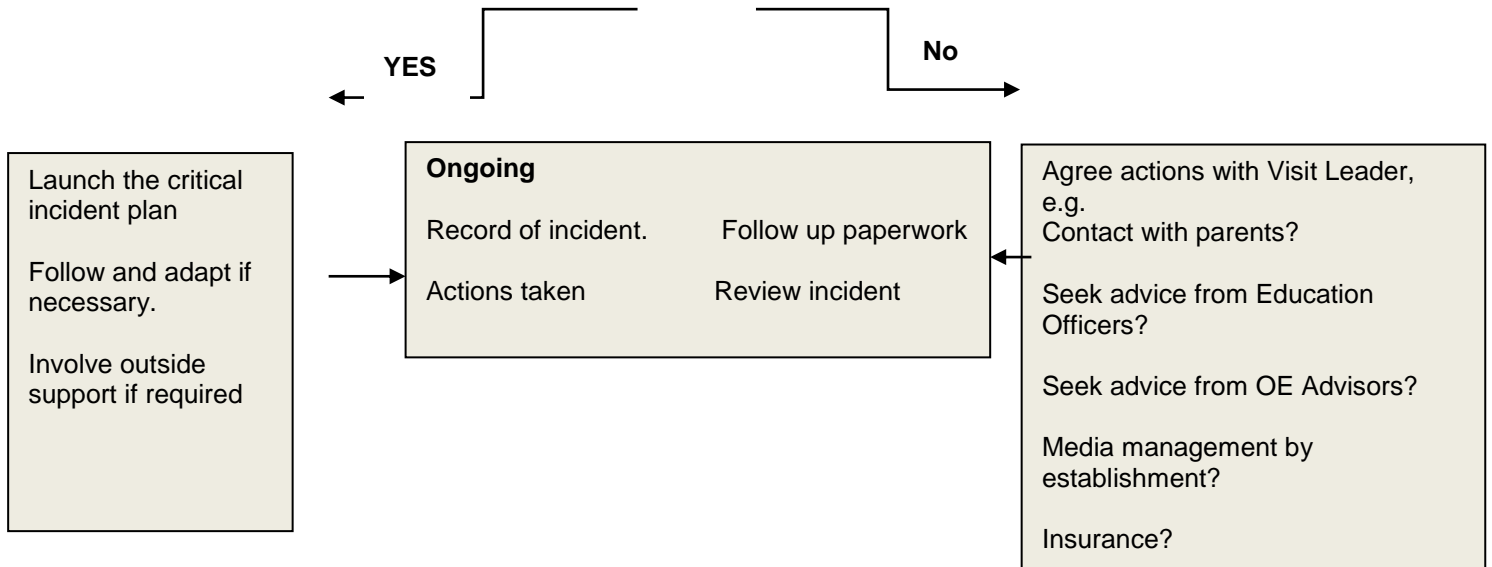 YES
No
Launch the critical
incident plan
Follow and adapt if
necessary.
Involve outside
support if required
Ongoing
Record of incident. Follow up paperwork
Actions taken Review incident
Agree actions with Visit Leader,
e.g.
Contact with parents?
Seek advice from Education
Officers?
Seek advice from OE Advisors?
Media management by
establishment?
Insurance?